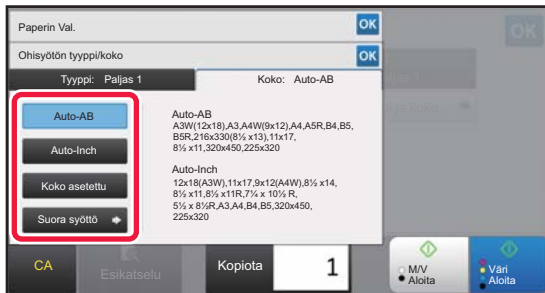 Paperin Val.
OK
OK
Ohisyötön tyyppi/koko
OK
Tyyppi: Paljas 1
Koko: Auto-AB
Auto-AB
Auto-Inch
Koko asetettu
Suora syöttö
Auto-AB
A3W(12x18),A3,A4W(9x12),A4,A5R,B4,B5,
B5R,216x330(8½ x13),11x17,
8½ x11,320x450,225x320
Auto-Inch
12x18(A3W),11x17,9x12(A4W),8½ x14,
8½ x11,8½ x11R,7¼ x 10½ R,
5½ x 8½R,A3,A4,B4,B5,320x450,
225x320
CA
Esikatselu
Kopiota
1
M/V
Aloita
Väri
Aloita